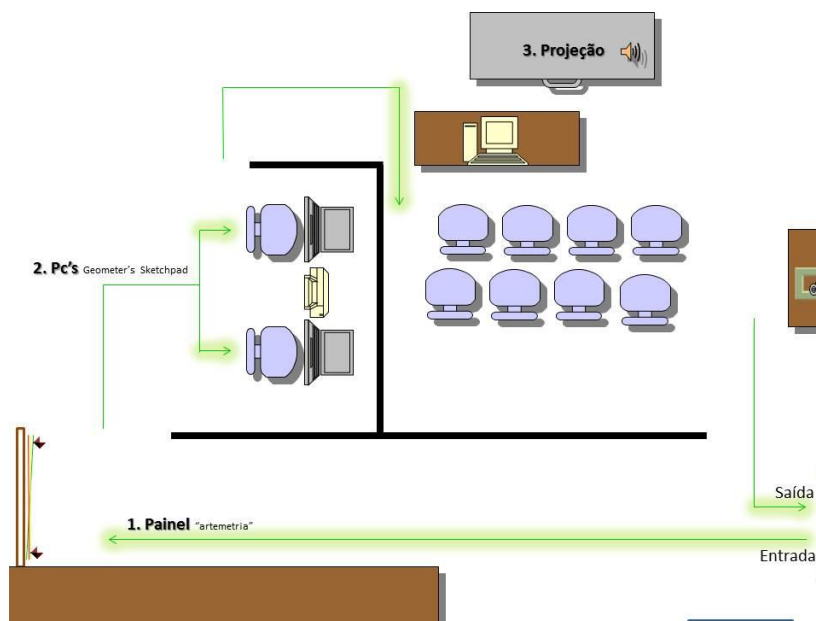 3. Projeção
2. Pc's Geometer's Sketchpad
Saída
1. Painel "artemetria"
Entrada